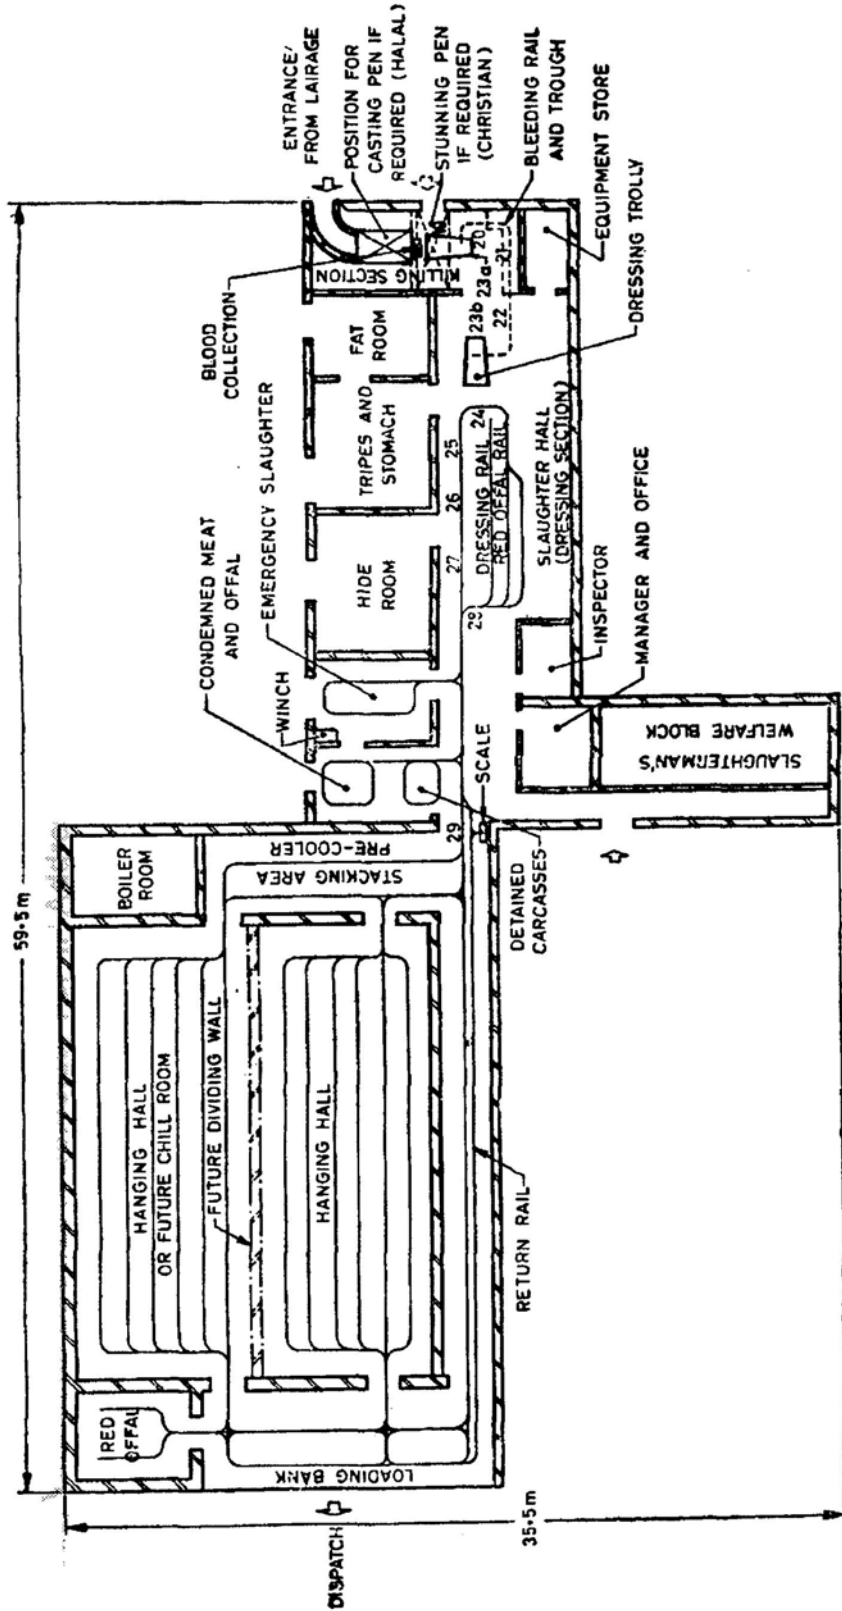 59·5m
35·5m
ENTRANCE/
FROM LAIRAGE
POSITION FOR
CASTING PEN IF
REQUIRED (HALAL)
STUNNING PEN
IF REQUIRED
(CHRISTIAN)
BLEEDING RAIL
AND TROUGH
EQUIPMENT STORE
DRESSING TROLLY
BLOOD
COLLECTION
KILLING SECTION
20
21
23a
22
23b
FAT
ROOM
TRIPES AND
STOMACH
HIDE
ROOM
24
25
26
27
28
DRESSING RAIL
RED OFFAL RAIL
SLAUGHTER HALL
(DRESSING SECTION)
INSPECTOR
MANAGER AND OFFICE
SLAUGHTERMAN'S
WELFARE BLOCK
EMERGENCY SLAUGHTER
CONDEMNED MEAT
AND OFFAL
WINCH
SCALE
29
DETAINED
CARCASSES
BOILER
ROOM
PRE-COOLER
STACKING AREA
HANGING HALL
OR FUTURE CHILL ROOM
FUTURE DIVIDING WALL
HANGING HALL
RETURN RAIL
RED
OFFAL
LOADING BANK
DISPATCH